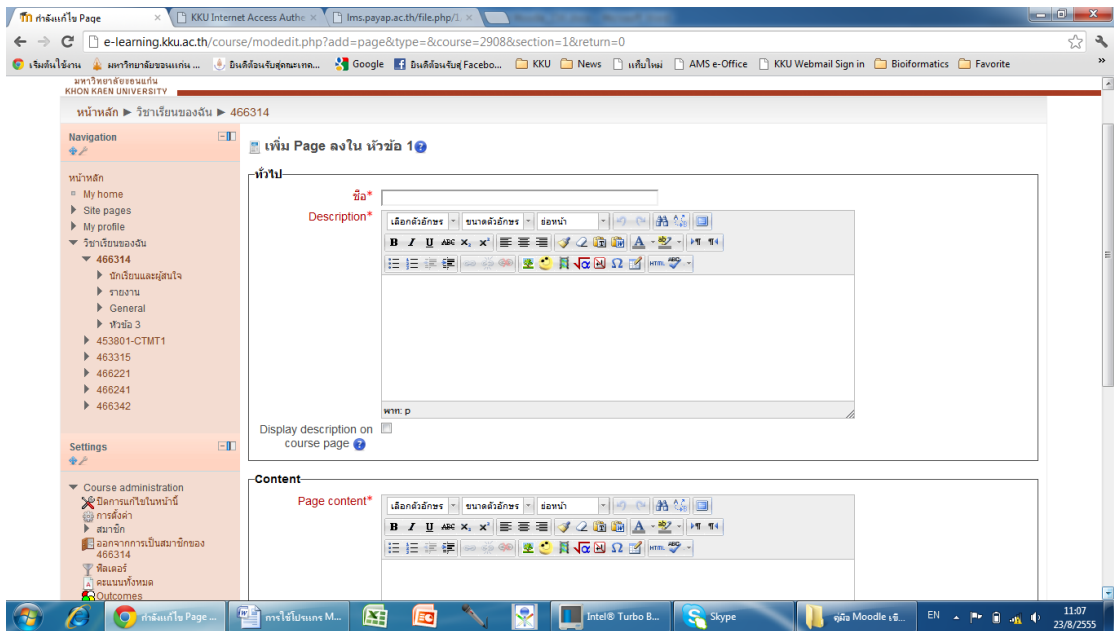 กำลังแก้ไข Page
KKU Internet Access Authe
lms.payap.ac.th/file.php/1
e-learning.kku.ac.th/course/modedit.php?add=page&type=&course=2908&section=1&return=0
เริ่มต้นใช้งาน
มหาวิทยาลัยขอนแก่น ...
ยินดีต้อนรับสู่คณะเทค...
Google
ยินดีต้อนรับสู่ Facebo...
KKU
News
แท็บใหม่
AMS e-Office
KKU Webmail Sign in
Bioiformatics
Favorite
»
มหาวิทยาลัยขอนแก่น
KHON KAEN UNIVERSITY
หน้าหลัก ► วิชาเรียนของฉัน ► 466314
Navigation
หน้าหลัก
My home
Site pages
My profile
วิชาเรียนของฉัน
466314
นักเรียนและผู้สนใจ
รายงาน
General
หัวข้อ 3
453801-CTMT1
463315
466221
466241
466342
Settings
Course administration
ปิดการแก้ไขในหน้านี้
การตั้งค่า
สมาชิก
ออกจากการเป็นสมาชิกของ
466314
ฟิลเตอร์
คะแนนทั้งหมด
Outcomes
เพิ่ม Page ลงใน หัวข้อ 1
ทั่วไป
ชื่อ*
Description*
เลือกตัวอักษร
ขนาดตัวอักษร
ย่อหน้า
B I U ABC X₂ X²
HTML
พาท: p
Display description on
course page
Content
Page content*
เลือกตัวอักษร
ขนาดตัวอักษร
ย่อหน้า
B I U ABC X₂ X²
HTML
กำลังแก้ไข Page ...
การใช้โปรแกร M...
Intel® Turbo B...
Skype
คู่มือ Moodle เชิ...
EN
11:07
23/8/2555